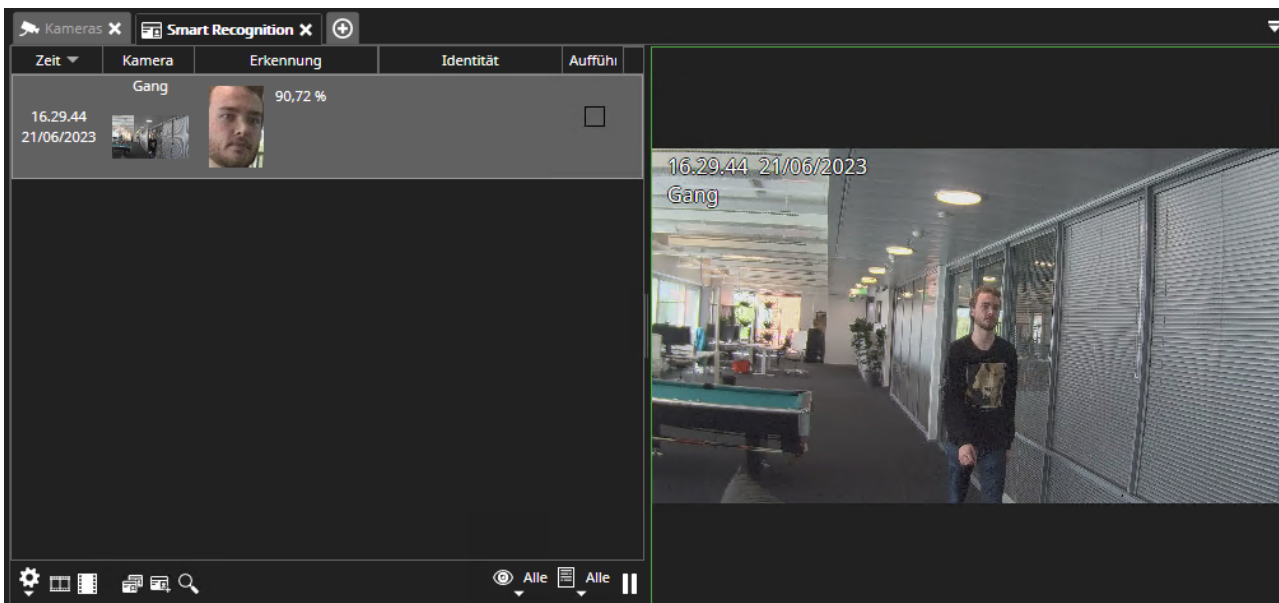 Kameras
Smart Recognition
Zeit
Kamera
Erkennung
Identität
Aufführ
Gang
16.29.44
21/06/2023
90,72 %
16.29.44 21/06/2023
Gang
Alle
Alle